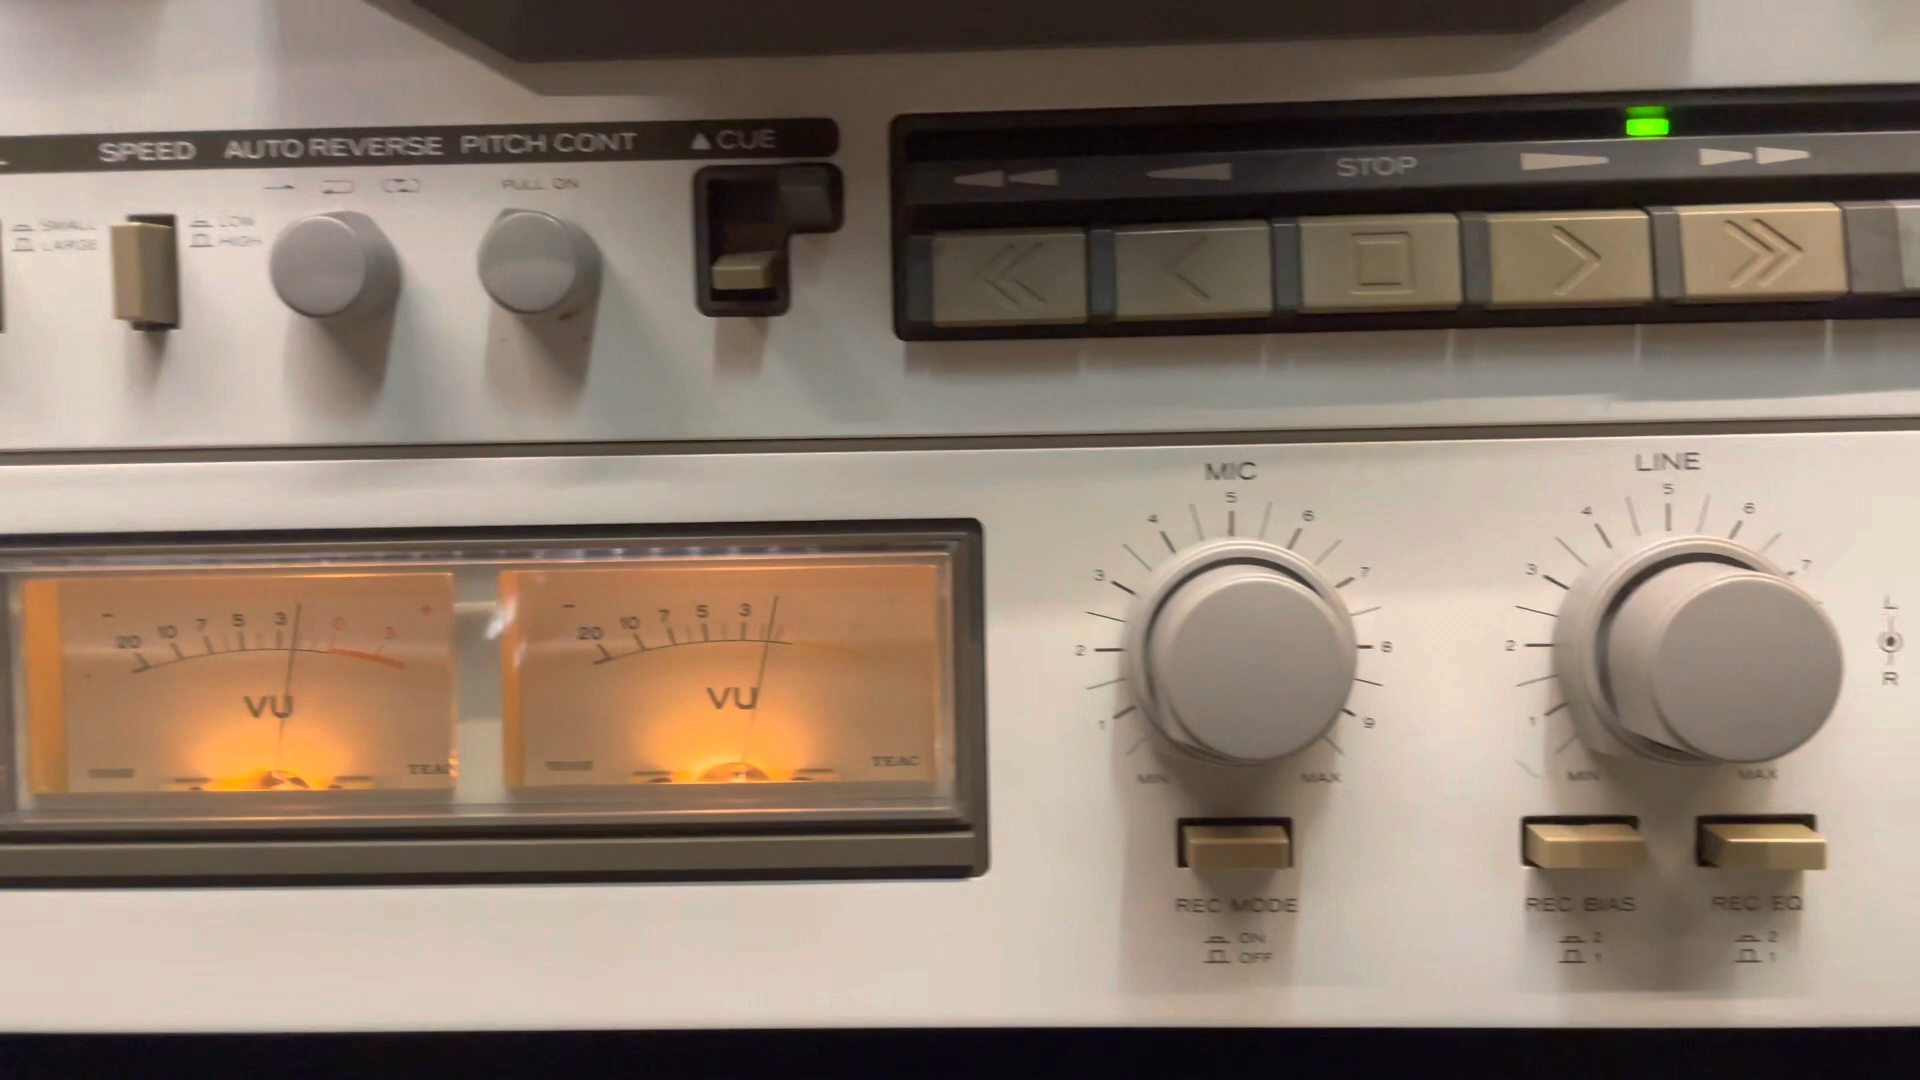 SPEED AUTO REVERSE PITCH CONT ▲CUE
STOP
PULL ON
SMALL
LARGE
LOW
HIGH
MIC
LINE
5
4 6
3 7
2 8
1 9
MIN MAX
5
4 6
3 7
2
1
MIN MAX
L
R
- +
20 10 7 5 3 0 3
VU
TEAC
-
20 10 7 5 3
VU
TEAC
REC MODE
ON
OFF
REC BIAS
2
1
REC EQ
2
1